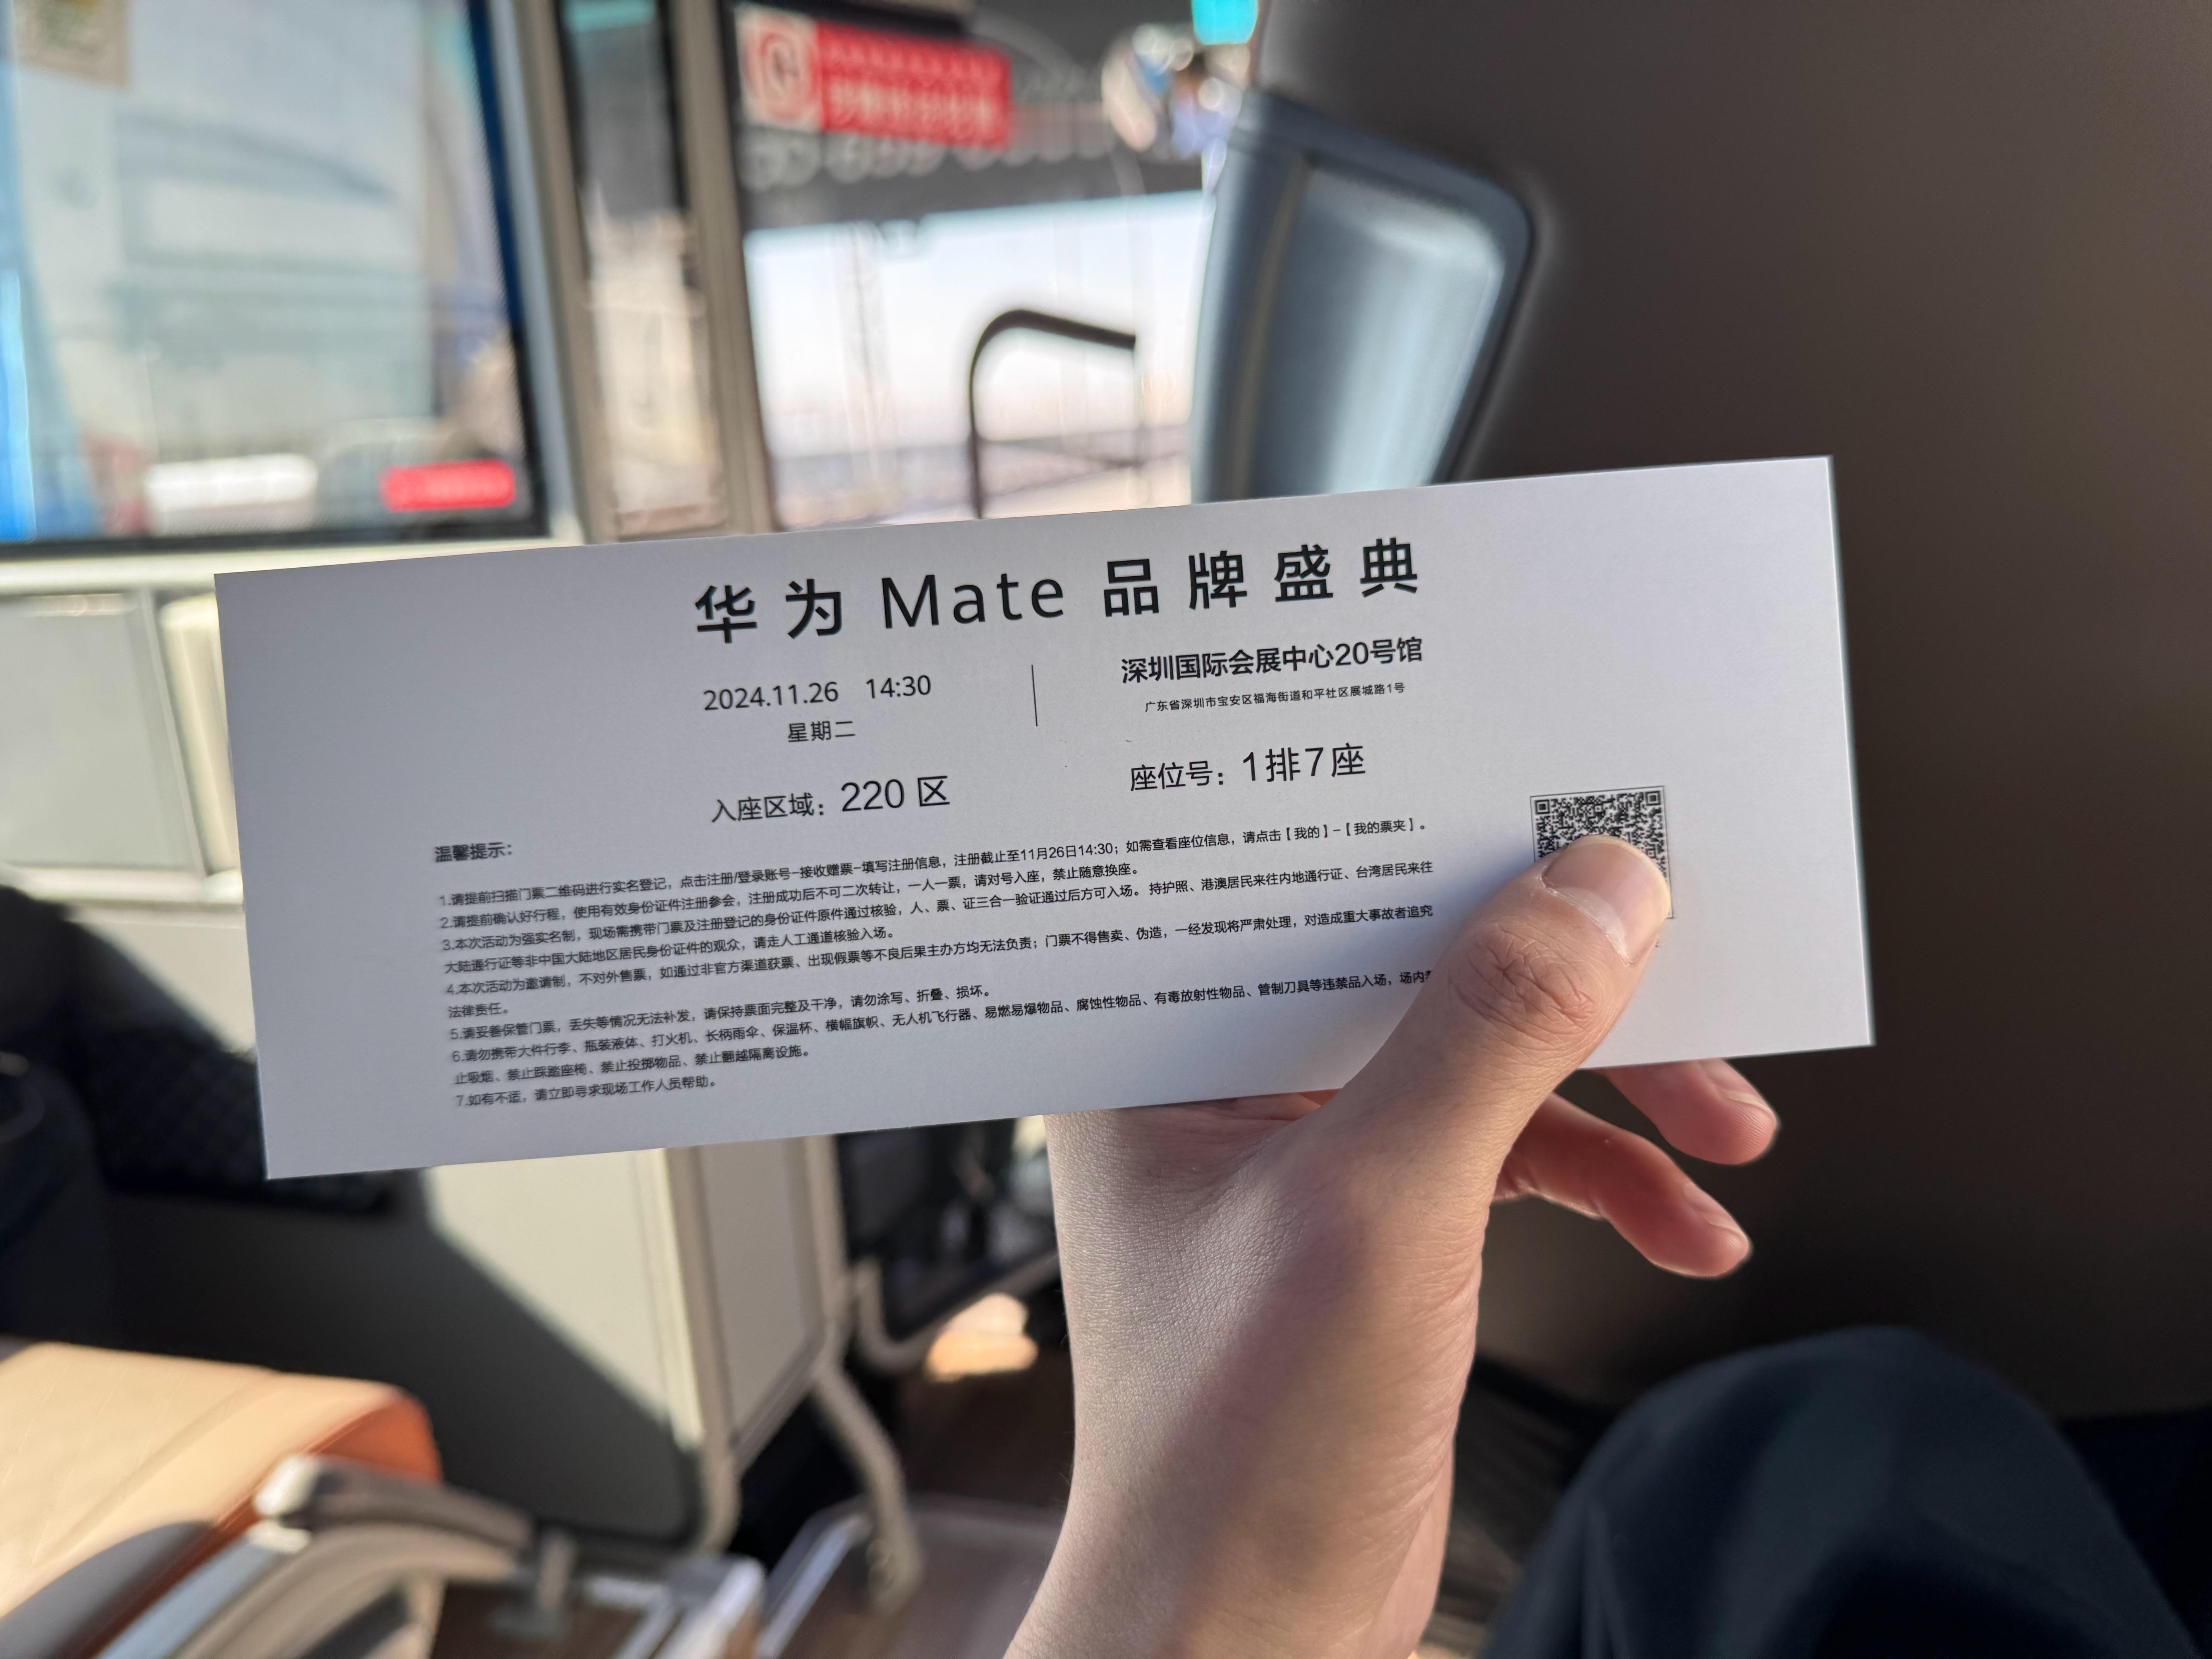 华为 Mate 品牌盛典
2024.11.26 14:30
星期二
深圳国际会展中心20号馆
广东省深圳市宝安区福海街道和平社区展城路1号
入座区域：220 区
座位号：1排7座
温馨提示：
1.请提前扫描门票二维码进行实名登记，点击注册/登录账号-接收赠票-填写注册信息，注册截止至11月26日14:30；如需查看座位信息，请点击【我的】-【我的票夹】。
2.请提前确认好行程，使用有效身份证件注册参会，注册成功后不可二次转让，一人一票，请对号入座，禁止随意换座。
3.本次活动为强实名制，现场需携带门票及注册登记的身份证件原件通过核验，人、票、证三合一验证通过后方可入场。持护照、港澳居民来往内地通行证、台湾居民来往
大陆通行证等非中国大陆地区居民身份证件的观众，请走人工通道核验入场。
4.本次活动为邀请制，不对外售票，如通过非官方渠道获票、出现假票等不良后果主办方均无法负责；门票不得售卖、伪造，一经发现将严肃处理，对造成重大事故者追究
法律责任。
5.请妥善保管门票，丢失等情况无法补发，请保持票面完整及干净，请勿涂写、折叠、损坏。
6.请勿携带大件行李、瓶装液体、打火机、长柄雨伞、保温杯、横幅旗帜、无人机飞行器、易燃易爆物品、腐蚀性物品、有毒放射性物品、管制刀具等违禁品入场，场内
止吸烟、禁止踩踏座椅、禁止投掷物品、禁止翻越隔离设施。
7.如有不适，请立即寻求现场工作人员帮助。